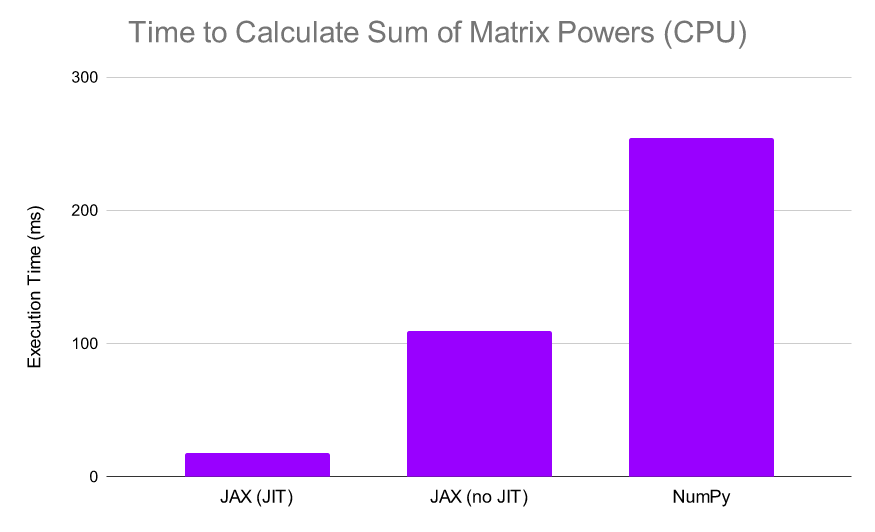 Time to Calculate Sum of Matrix Powers (CPU)
300
200
100
0
Execution Time (ms)
JAX (JIT)
JAX (no JIT)
NumPy